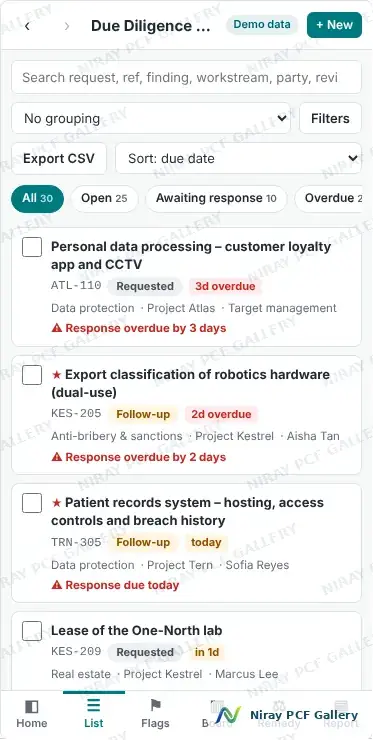 ‹ › Due Diligence ... Demo data + New
Search request, ref, finding, workstream, party, revi
No grouping Filters
Export CSV Sort: due date
All 30 Open 25 Awaiting response 10 Overdue 2
Personal data processing – customer loyalty
app and CCTV
ATL-110 Requested 3d overdue
Data protection · Project Atlas · Target management
⚠ Response overdue by 3 days
★ Export classification of robotics hardware
(dual-use)
KES-205 Follow-up 2d overdue
Anti-bribery & sanctions · Project Kestrel · Aisha Tan
⚠ Response overdue by 2 days
★ Patient records system – hosting, access
controls and breach history
TRN-305 Follow-up today
Data protection · Project Tern · Sofia Reyes
⚠ Response due today
Lease of the One-North lab
KES-209 Requested in 1d
Real estate · Project Kestrel · Marcus Lee
Home List Flags Board Remedy Report
Niray PCF Gallery
NIRAY PCF GALLERY